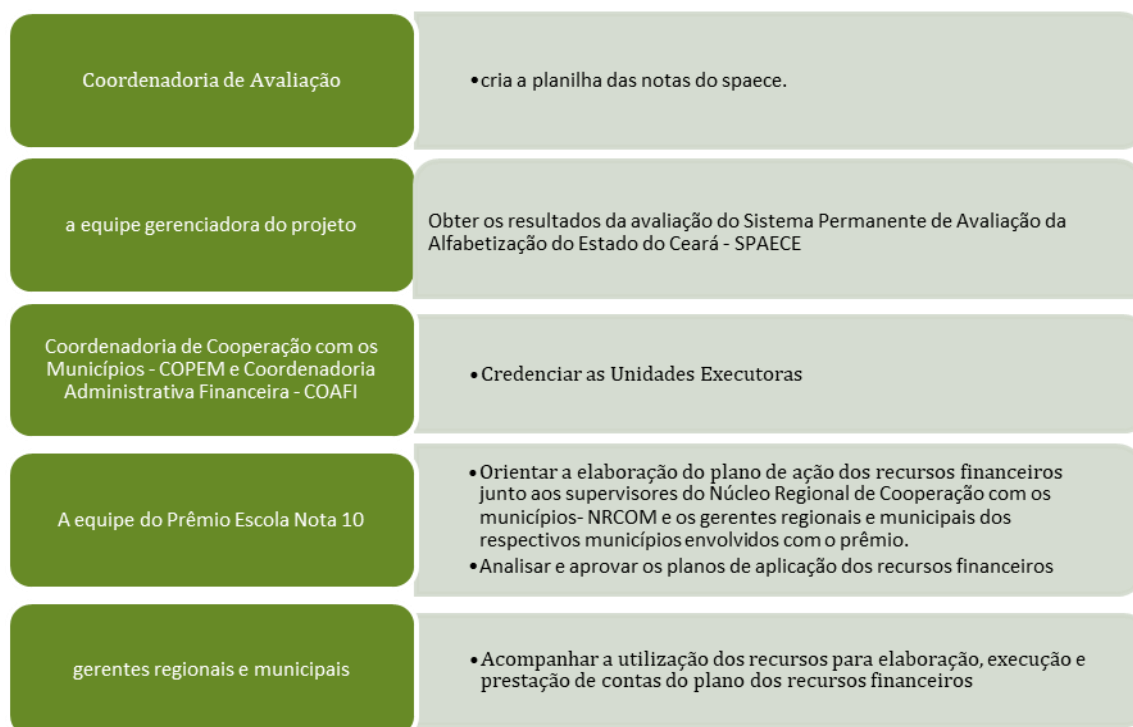 Coordenadoria de Avaliação
•cria a planilha das notas do spaece.
a equipe gerenciadora do projeto
Obter os resultados da avaliação do Sistema Permanente de Avaliação da
Alfabetização do Estado do Ceará - SPAECE
Coordenadoria de Cooperação com os
Municípios - COPEM e Coordenadoria
Administrativa Financeira - COAFI
•Credenciar as Unidades Executoras
A equipe do Prêmio Escola Nota 10
•Orientar a elaboração do plano de ação dos recursos financeiros
junto aos supervisores do Núcleo Regional de Cooperação com os
municípios- NRCOM e os gerentes regionais e municipais dos
respectivos municípios envolvidos com o prêmio.
•Analisar e aprovar os planos de aplicação dos recursos financeiros
gerentes regionais e municipais
•Acompanhar a utilização dos recursos para elaboração, execução e
prestação de contas do plano dos recursos financeiros